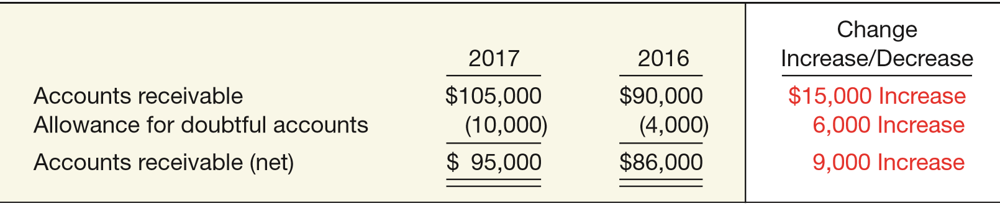 Change
2017 2016 Increase/Decrease
Accounts receivable $105,000 $90,000 $15,000 Increase
Allowance for doubtful accounts (10,000) (4,000) 6,000 Increase
Accounts receivable (net) $ 95,000 $86,000 9,000 Increase